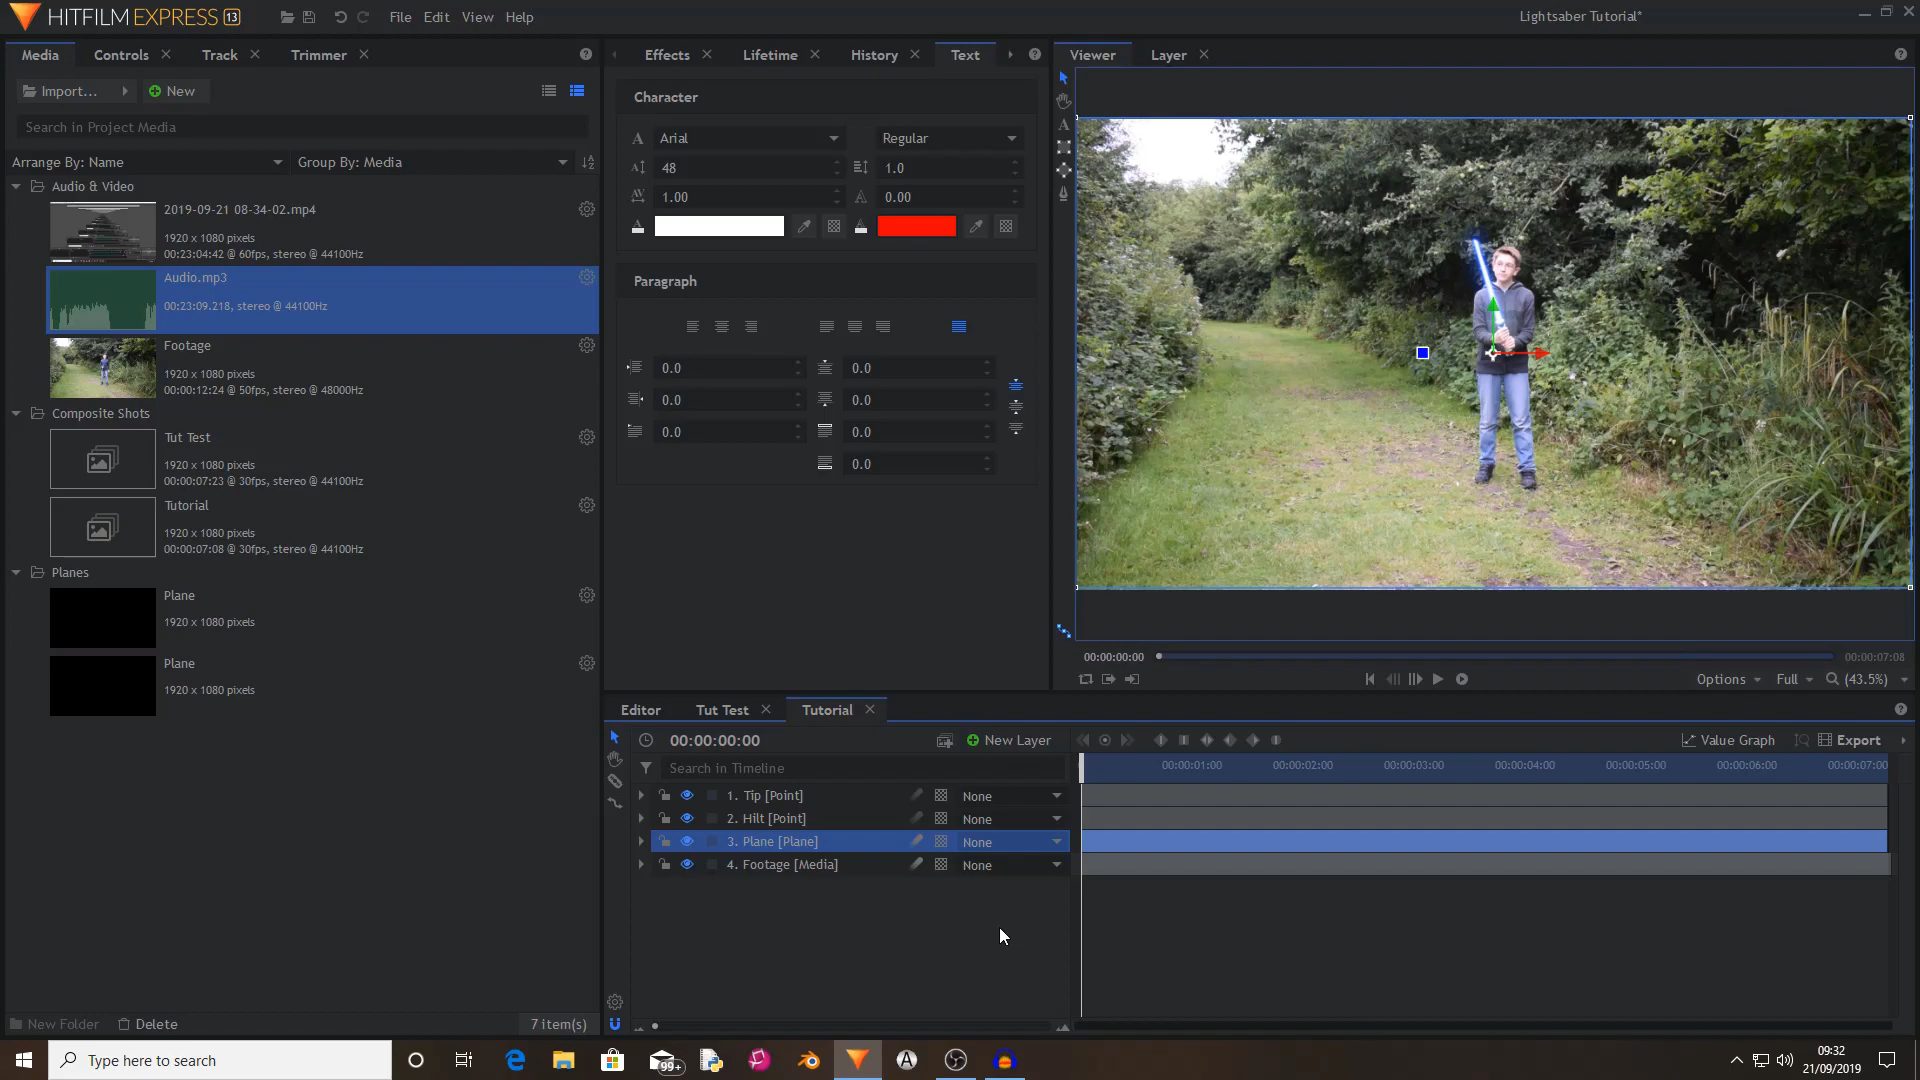 HITFILM EXPRESS 13
File Edit View Help
Lightsaber Tutorial*
Media Controls Track Trimmer
Effects Lifetime History Text
Viewer Layer
Import... New
Search in Project Media
Arrange By: Name Group By: Media
Audio & Video
2019-09-21 08-34-02.mp4
1920 x 1080 pixels
00:23:04:42 @ 60fps, stereo @ 44100Hz
Audio.mp3
00:23:09.218, stereo @ 44100Hz
Footage
1920 x 1080 pixels
00:00:12:24 @ 50fps, stereo @ 48000Hz
Composite Shots
Tut Test
1920 x 1080 pixels
00:00:07:23 @ 30fps, stereo @ 44100Hz
Tutorial
1920 x 1080 pixels
00:00:07:08 @ 30fps, stereo @ 44100Hz
Planes
Plane
1920 x 1080 pixels
Plane
1920 x 1080 pixels
New Folder Delete 7 item(s)
Character
Arial Regular
48 1.0
1.00 0.00
Paragraph
0.0 0.0
0.0 0.0
0.0 0.0
0.0
00:00:00:00 00:00:07:08
Options Full (43.5%)
Editor Tut Test Tutorial
00:00:00:00 New Layer Value Graph Export
Search in Timeline
00:00:01:00 00:00:02:00 00:00:03:00 00:00:04:00 00:00:05:00 00:00:06:00 00:00:07:00
1. Tip [Point] None
2. Hilt [Point] None
3. Plane [Plane] None
4. Footage [Media] None
Type here to search
99+
09:32
21/09/2019